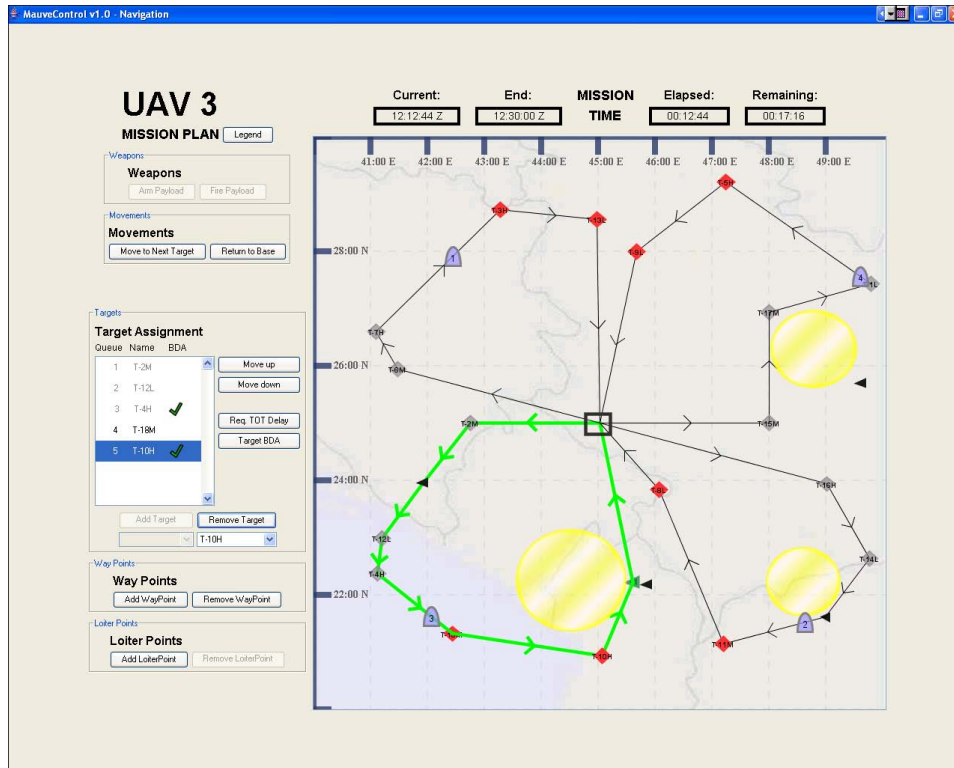 MauveControl v1.0 - Navigation
UAV 3
MISSION PLAN Legend
Current: End: MISSION TIME Elapsed: Remaining:
12:12:44 Z 12:30:00 Z 00:12:44 00:17:16
Weapons
Weapons
Arm Payload Fire Payload
Movements
Movements
Move to Next Target Return to Base
Targets
Target Assignment
Queue Name BDA
1 T-2M
2 T-12L
3 T-4H
4 T-18M
5 T-10H
Move up
Move down
Req. TOT Delay
Target BDA
Add Target Remove Target
T-10H
Way Points
Way Points
Add WayPoint Remove WayPoint
Loiter Points
Loiter Points
Add LoiterPoint Remove LoiterPoint
41:00 E 42:00 E 43:00 E 44:00 E 45:00 E 46:00 E 47:00 E 48:00 E 49:00 E
28:00 N
26:00 N
24:00 N
22:00 N
T-5H
T-3H
T-13L
T-9L
1
4
1L
T-17M
T-7H
T-2M
T-15M
T-8L
T-16H
T-12L
T-14L
T-4H
3
2
T-11M
T-10H